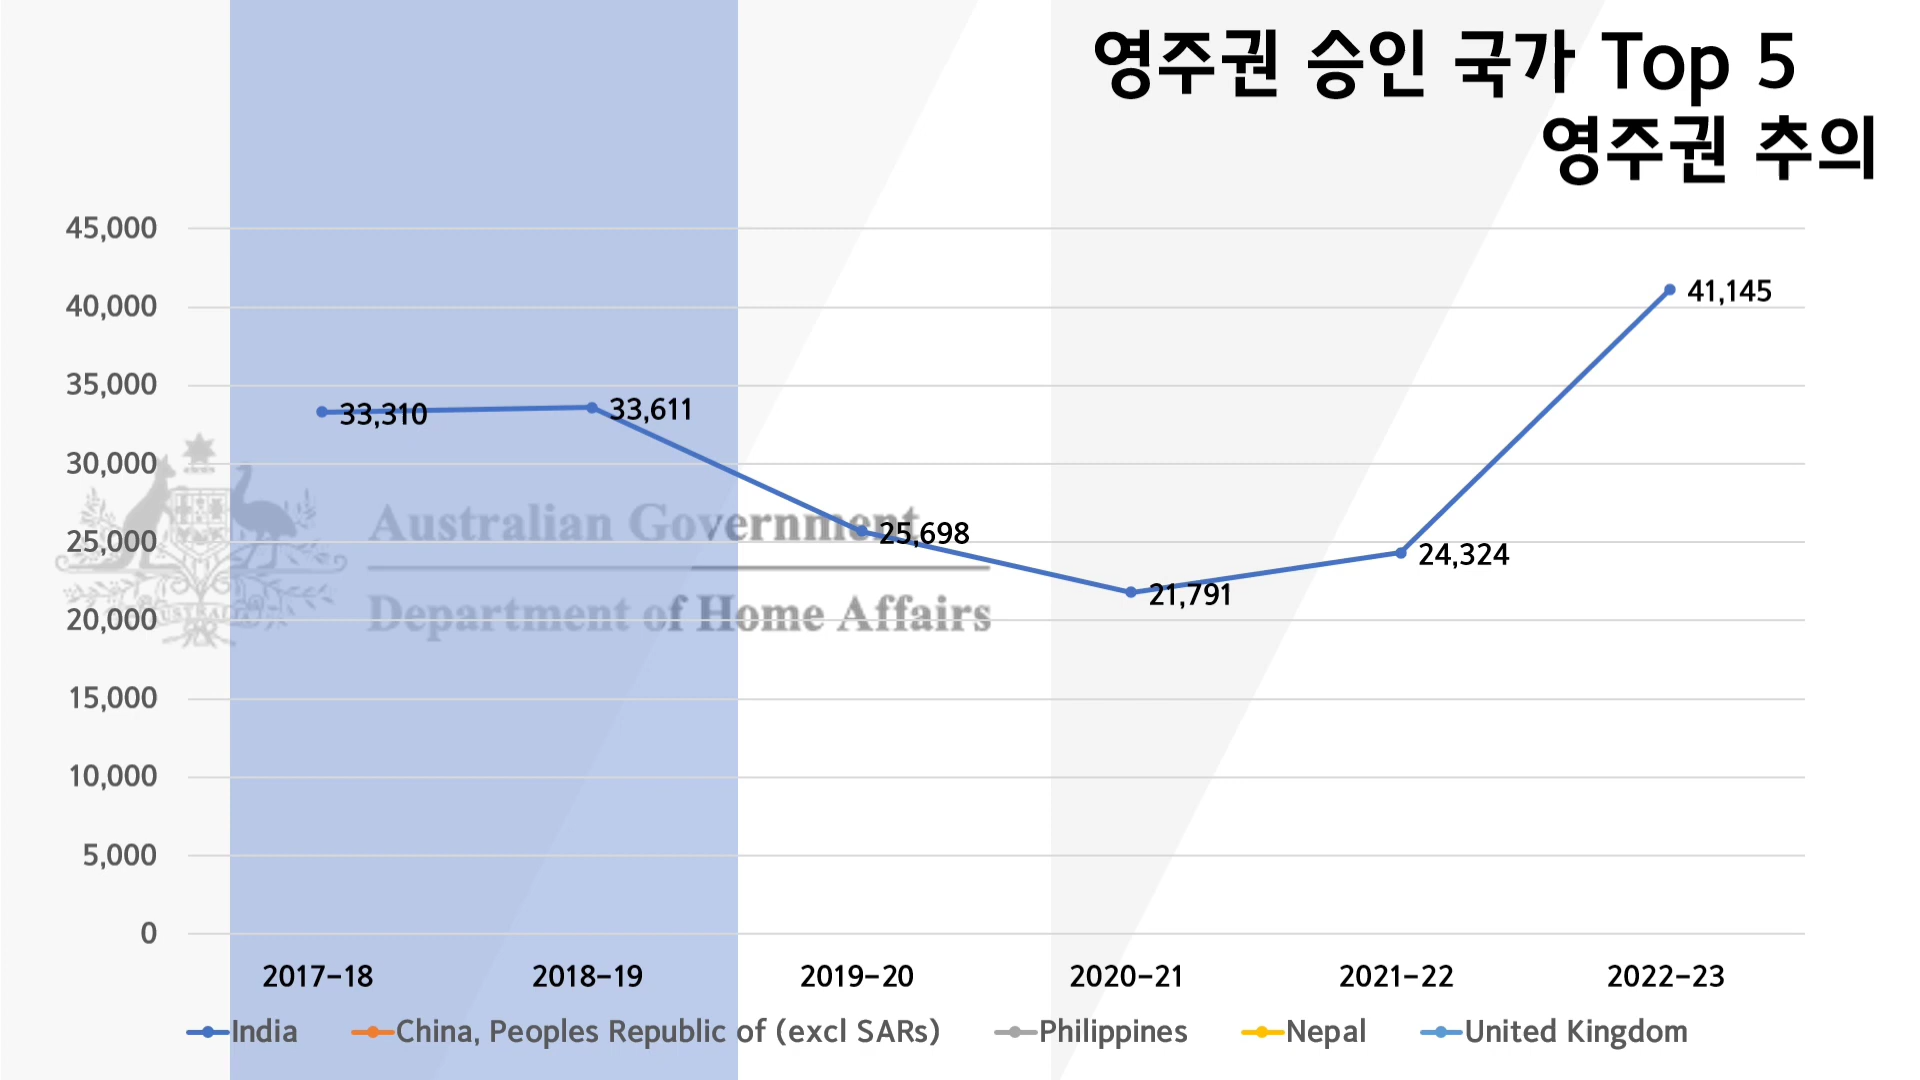 영주권 승인 국가 Top 5
영주권 추의
45,000
40,000
35,000
30,000
25,000
20,000
15,000
10,000
5,000
0
33,310
33,611
25,698
21,791
24,324
41,145
Australian Government
Department of Home Affairs
2017-18 2018-19 2019-20 2020-21 2021-22 2022-23
India China, Peoples Republic of (excl SARs) Philippines Nepal United Kingdom